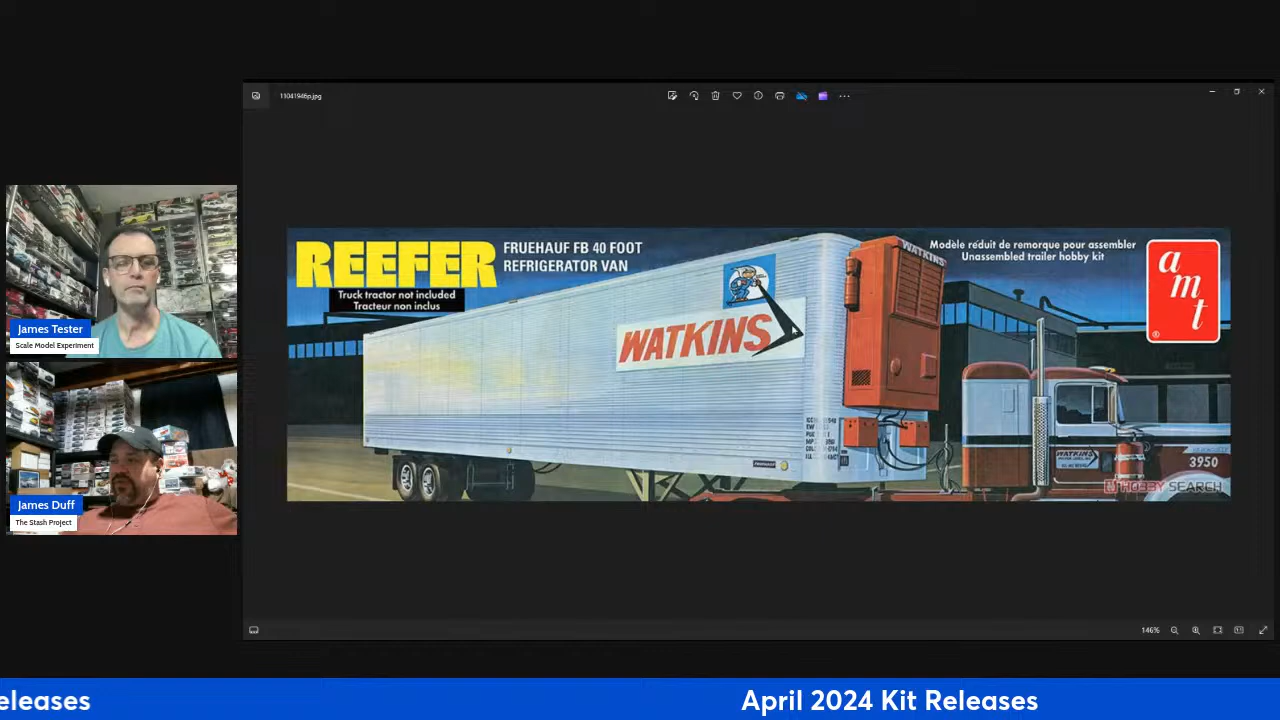 11041946p.jpg
REEFER
FRUEHAUF FB 40 FOOT
REFRIGERATOR VAN
Truck tractor not included
Tracteur non inclus
Modèle réduit de remorque pour assembler
Unassembled trailer hobby kit
amt
®
WATKINS
WATKINS
3950
HOBBY SEARCH
James Tester
Scale Model Experiment
James Duff
The Stash Project
146%
eleases
April 2024 Kit Releases